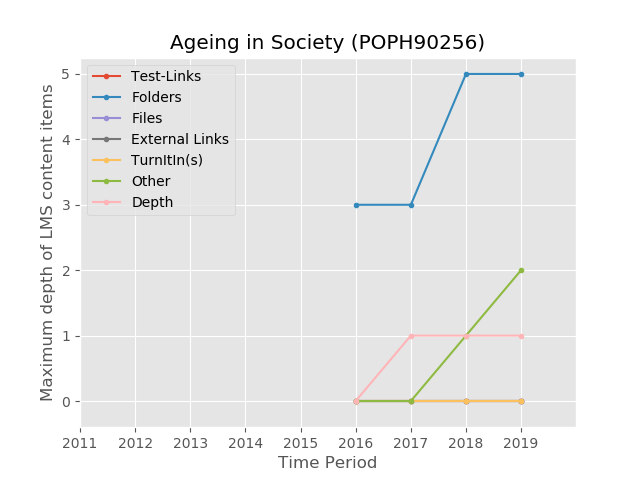 Ageing in Society (POPH90256)
Maximum depth of LMS content items
5
4
3
2
1
0
Test-Links
Folders
Files
External Links
TurnItIn(s)
Other
Depth
2011 2012 2013 2014 2015 2016 2017 2018 2019
Time Period